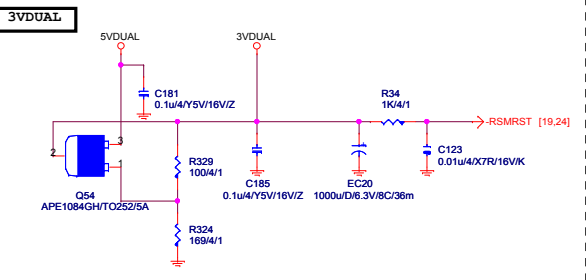 3VDUAL
5VDUAL
3VDUAL
C181
0.1u/4/Y5V/16V/Z
R34
1K/4/1
-RSMRST [19,24]
2
3
1
R329
100/4/1
C185
0.1u/4/Y5V/16V/Z
EC20
1000u/D/6.3V/8C/36m
C123
0.01u/4/X7R/16V/K
Q54
APE1084GH/TO252/5A
R324
169/4/1